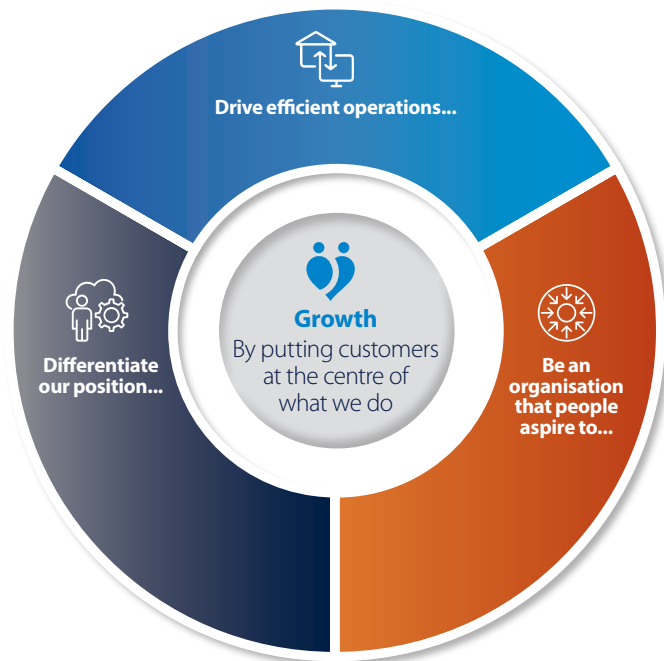 Drive efficient operations...
Growth
By putting customers
at the centre of
what we do
Differentiate
our position...
Be an
organisation
that people
aspire to...